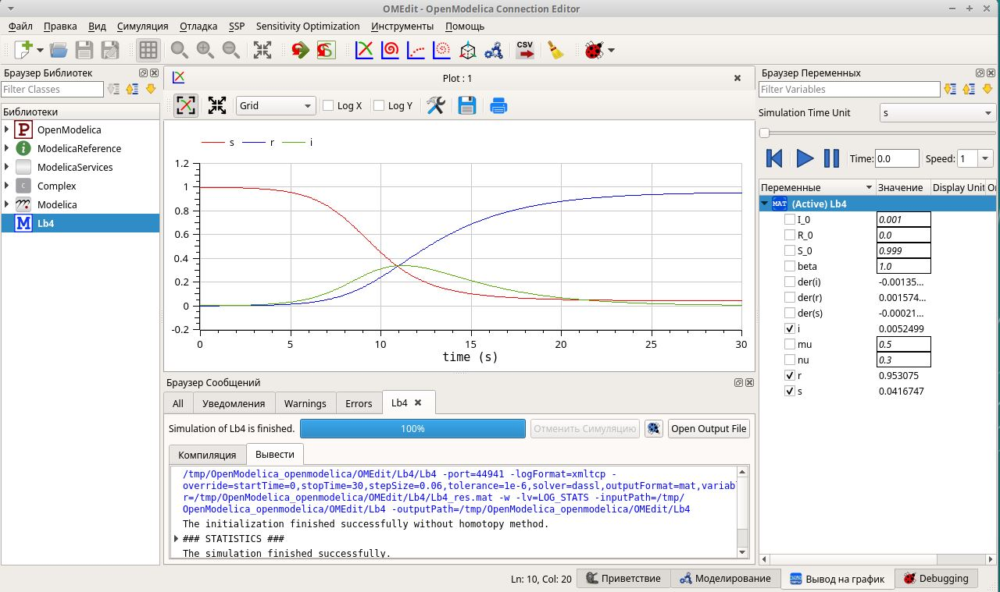 OMEdit - OpenModelica Connection Editor
Файл Правка Вид Симуляция Отладка SSP Sensitivity Optimization Инструменты Помощь
CSV
Браузер Библиотек
Filter Classes
Библиотеки
P OpenModelica
i ModelicaReference
ModelicaServices
C Complex
Modelica
M Lb4
Plot : 1
Grid Log X Log Y
s r i
1.2
1
0.8
0.6
0.4
0.2
0
-0.2
0 5 10 15 20 25 30
time (s)
Браузер Сообщений
All Уведомления Warnings Errors Lb4
Simulation of Lb4 is finished. 100% Отменить Симуляцию Open Output File
Компиляция Вывести
/tmp/OpenModelica_openmodelica/OMEdit/Lb4/Lb4 -port=44941 -logFormat=xmltcp -
override=startTime=0,stopTime=30,stepSize=0.06,tolerance=1e-6,solver=dassl,outputFormat=mat,variabl
r=/tmp/OpenModelica_openmodelica/OMEdit/Lb4/Lb4_res.mat -w -lv=LOG_STATS -inputPath=/tmp/
OpenModelica_openmodelica/OMEdit/Lb4 -outputPath=/tmp/OpenModelica_openmodelica/OMEdit/Lb4
The initialization finished successfully without homotopy method.
### STATISTICS ###
The simulation finished successfully.
Браузер Переменных
Filter Variables
Simulation Time Unit s
Time: 0.0 Speed: 1
Переменные Значение Display Unit О
MAT (Active) Lb4
I_0 0.001
R_0 0.0
S_0 0.999
beta 1.0
der(i) -0.00135...
der(r) 0.001574...
der(s) -0.00021...
i 0.0052499
mu 0.5
nu 0.3
r 0.953075
s 0.0416747
Ln: 10, Col: 20 Приветствие Моделирование Вывод на график Debugging